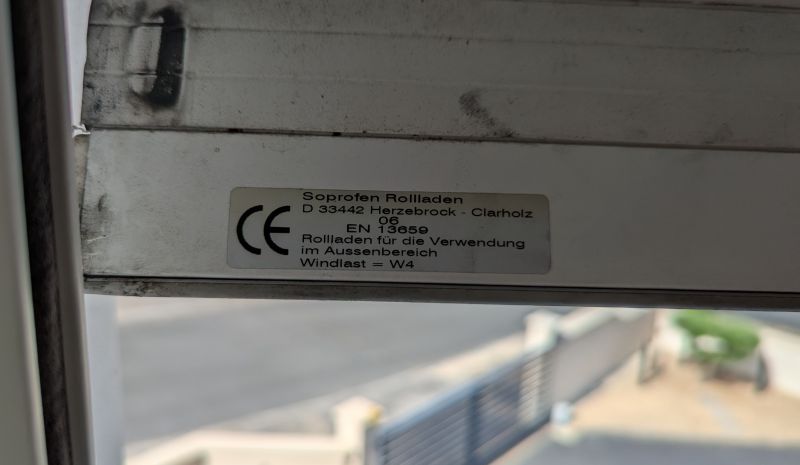 CE
Soprofen Rollladen
D 33442 Herzebrock - Clarholz
06
EN 13659
Rollladen für die Verwendung
im Aussenbereich
Windlast = W4